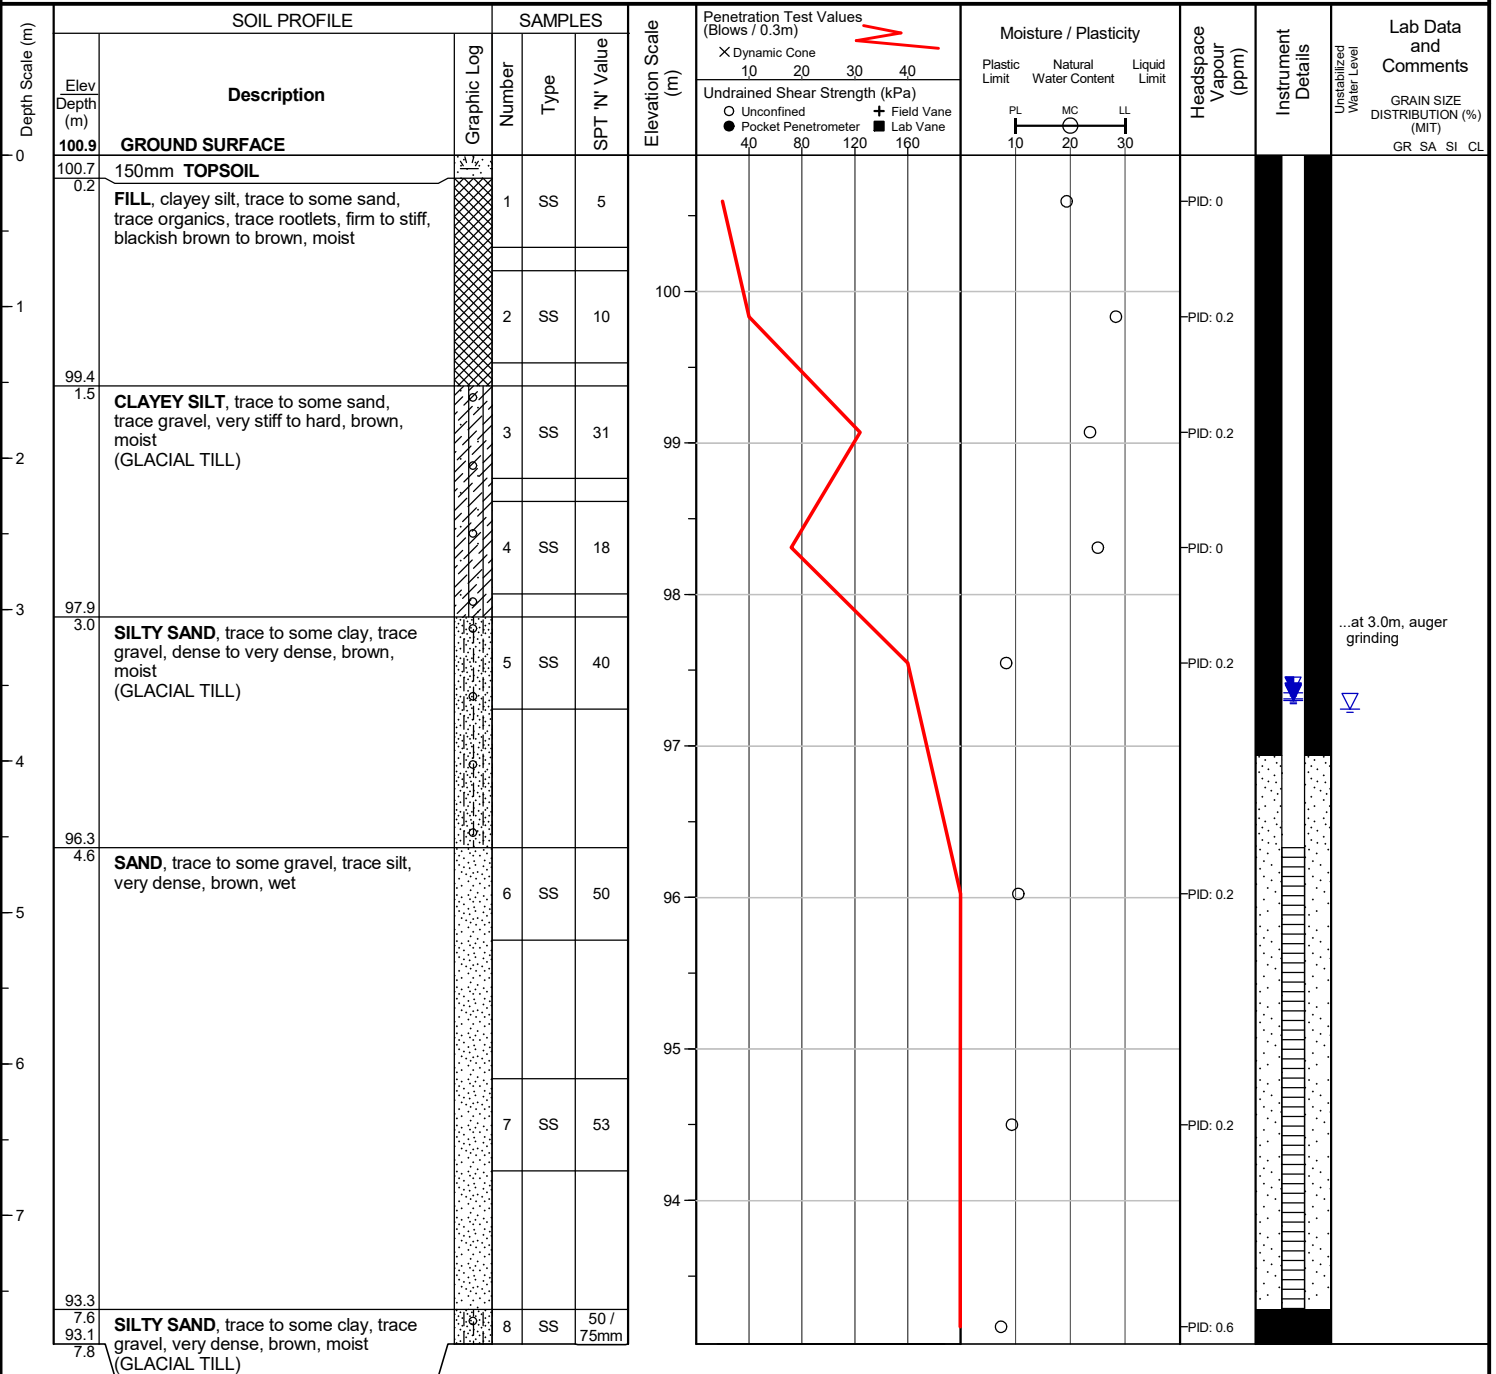 Depth Scale (m)
SOIL PROFILE
Elev
Depth
(m)
Description
Graphic Log
100.9 GROUND SURFACE
SAMPLES
Number
Type
SPT 'N' Value
Elevation Scale
(m)
Penetration Test Values
(Blows / 0.3m)
Dynamic Cone
10 20 30 40
Undrained Shear Strength (kPa)
Unconfined Field Vane
Pocket Penetrometer Lab Vane
40 80 120 160
Moisture / Plasticity
Plastic Natural Liquid
Limit Water Content Limit
PL MC LL
10 20 30
Headspace
Vapour
(ppm)
Instrument
Details
Unstabilized
Water Level
Lab Data
and
Comments
GRAIN SIZE
DISTRIBUTION (%)
(MIT)
GR SA SI CL
0
100.7 150mm TOPSOIL
0.2
FILL, clayey silt, trace to some sand,
trace organics, trace rootlets, firm to stiff,
blackish brown to brown, moist
1 SS 5
PID: 0
100
1
2 SS 10
PID: 0.2
99.4
1.5
CLAYEY SILT, trace to some sand,
trace gravel, very stiff to hard, brown,
moist
(GLACIAL TILL)
3 SS 31
PID: 0.2
99
2
4 SS 18
PID: 0
98
3
97.9
3.0
SILTY SAND, trace to some clay, trace
gravel, dense to very dense, brown,
moist
(GLACIAL TILL)
...at 3.0m, auger
grinding
5 SS 40
PID: 0.2
97
4
96.3
4.6
SAND, trace to some gravel, trace silt,
very dense, brown, wet
6 SS 50
PID: 0.2
96
5
95
6
7 SS 53
PID: 0.2
94
7
93.3
7.6
93.1
7.8
SILTY SAND, trace to some clay, trace
gravel, very dense, brown, moist
(GLACIAL TILL)
8 SS 50 /
75mm
PID: 0.6